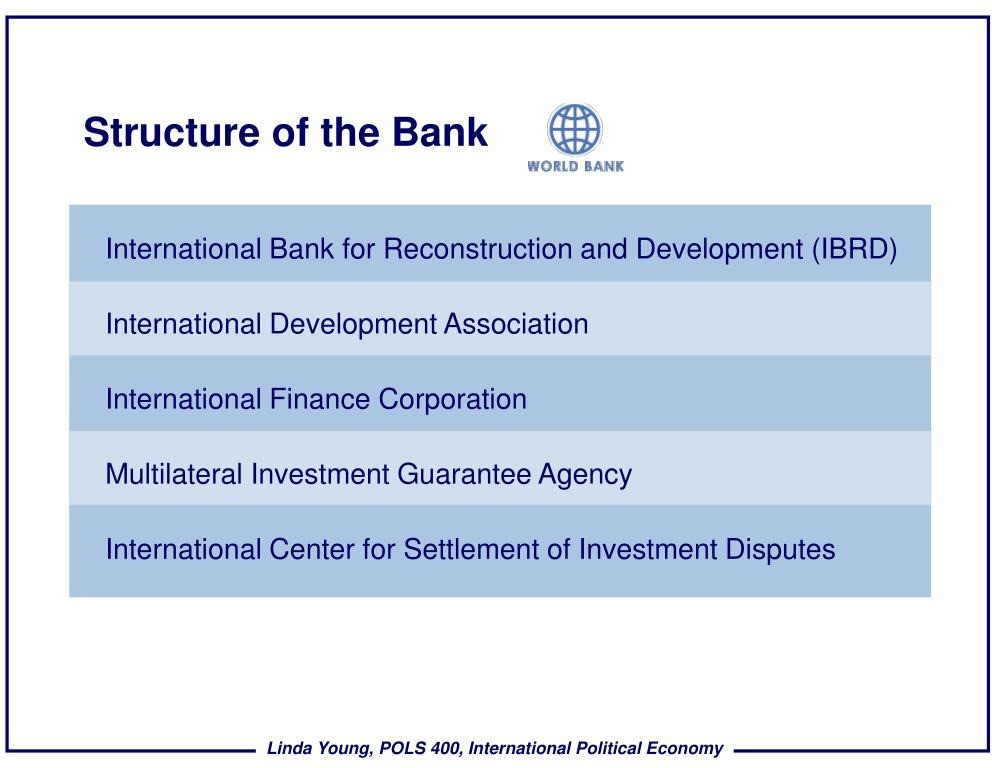 Structure of the Bank
WORLD BANK
International Bank for Reconstruction and Development (IBRD)
International Development Association
International Finance Corporation
Multilateral Investment Guarantee Agency
International Center for Settlement of Investment Disputes
Linda Young, POLS 400, International Political Economy